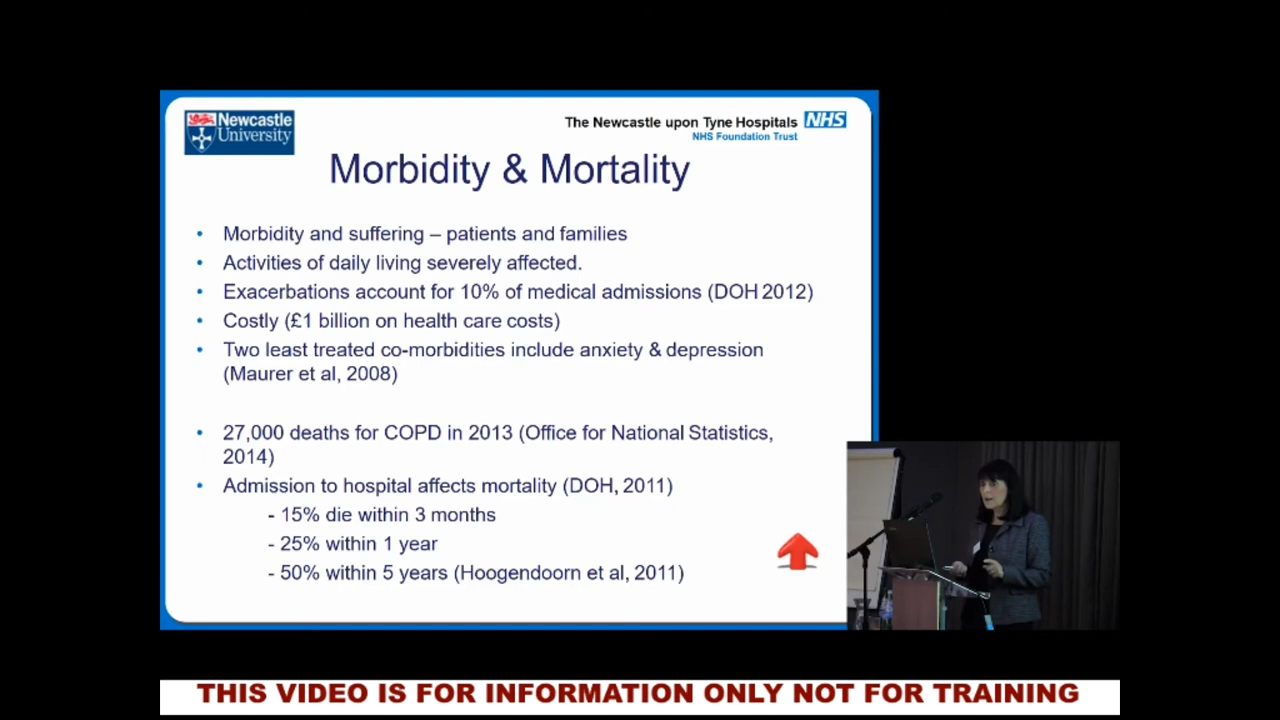 Newcastle
University
The Newcastle upon Tyne Hospitals NHS
NHS Foundation Trust
Morbidity & Mortality
• Morbidity and suffering – patients and families
• Activities of daily living severely affected.
• Exacerbations account for 10% of medical admissions (DOH 2012)
• Costly (£1 billion on health care costs)
• Two least treated co-morbidities include anxiety & depression
(Maurer et al, 2008)
• 27,000 deaths for COPD in 2013 (Office for National Statistics,
2014)
• Admission to hospital affects mortality (DOH, 2011)
- 15% die within 3 months
- 25% within 1 year
- 50% within 5 years (Hoogendoorn et al, 2011)
THIS VIDEO IS FOR INFORMATION ONLY NOT FOR TRAINING